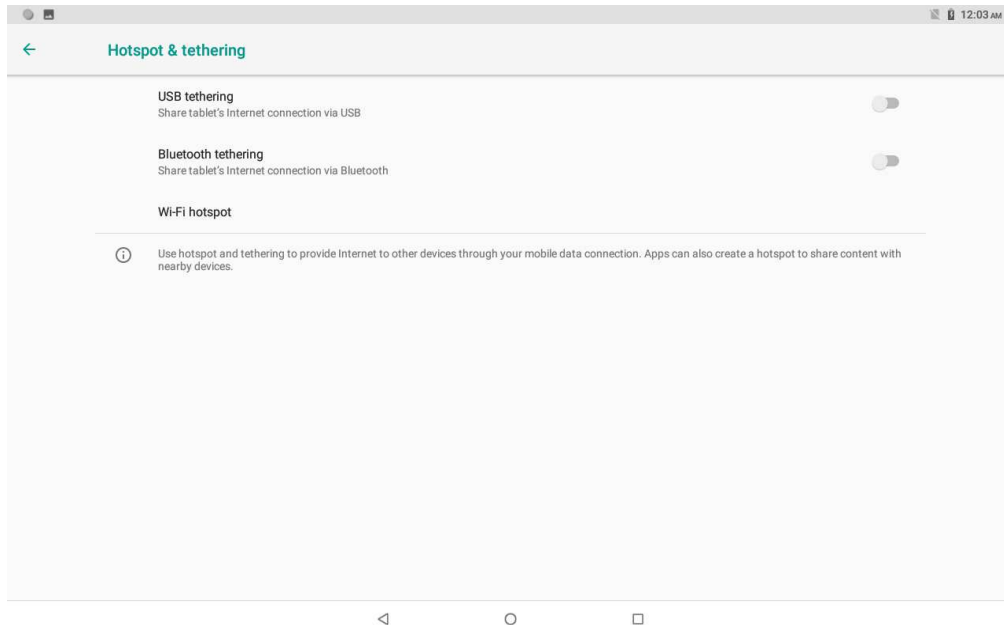 12:03 AM
Hotspot & tethering
USB tethering
Share tablet's Internet connection via USB
Bluetooth tethering
Share tablet's Internet connection via Bluetooth
Wi-Fi hotspot
Use hotspot and tethering to provide Internet to other devices through your mobile data connection. Apps can also create a hotspot to share content with
nearby devices.